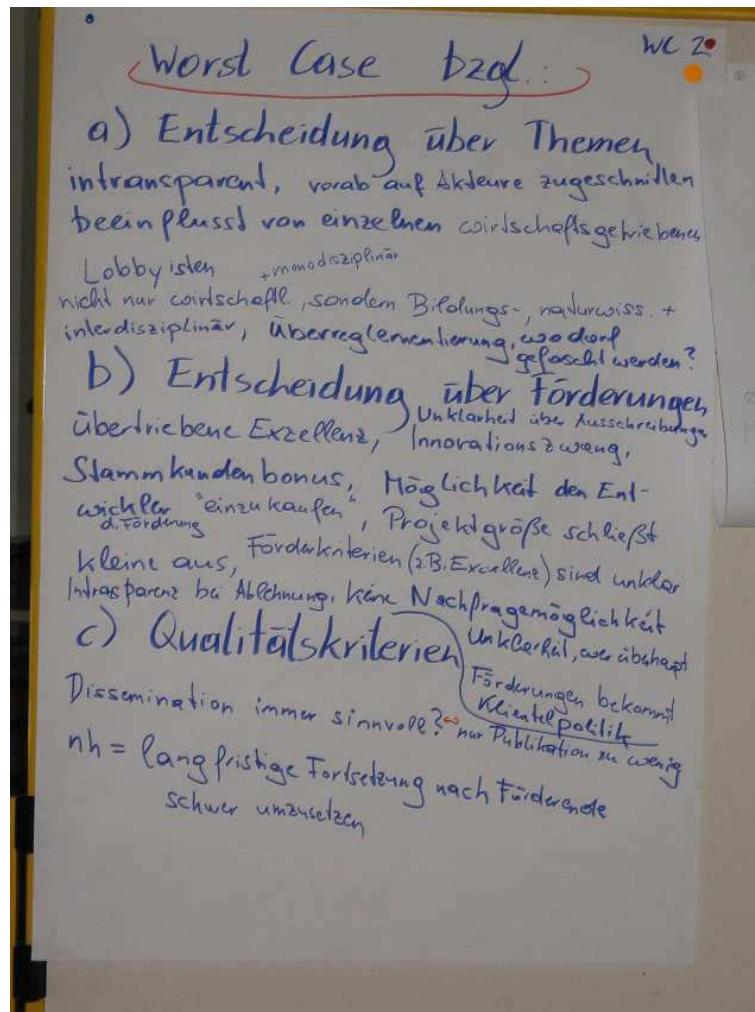 WC 2
Worst Case bzgl.:
a) Entscheidung über Themen
intransparent, vorab auf Akteure zugeschnitten
beeinflusst von einzelnen wirtschaftsgetriebenen
Lobbyisten + monodisziplinär
nicht nur wirtschaftl., sondern Bildungs-, naturwiss. +
interdisziplinär, Überreglementierung, wo darf
geforscht werden?
b) Entscheidung über Förderungen
Unklarheit über Ausschreibungen
übertriebene Exzellenz, Innovationszwang,
Stammkundenbonus, Möglichkeit den Ent-
wickler "einzukaufen", Projektgröße schließt
d. Förderung
kleine aus, Förderkriterien (zB. Excellenz) sind unklar
Intrasparenz bei Ablehnung, keine Nachfragemöglichkeit
Unklarheit, wer überhaupt
Förderungen bekommt
Klientelpolitik
c) Qualitätskriterien
Dissemination immer sinnvoll? ↔ nur Publikation zu wenig
nh = langfristige Fortsetzung nach Förderende
schwer umzusetzen